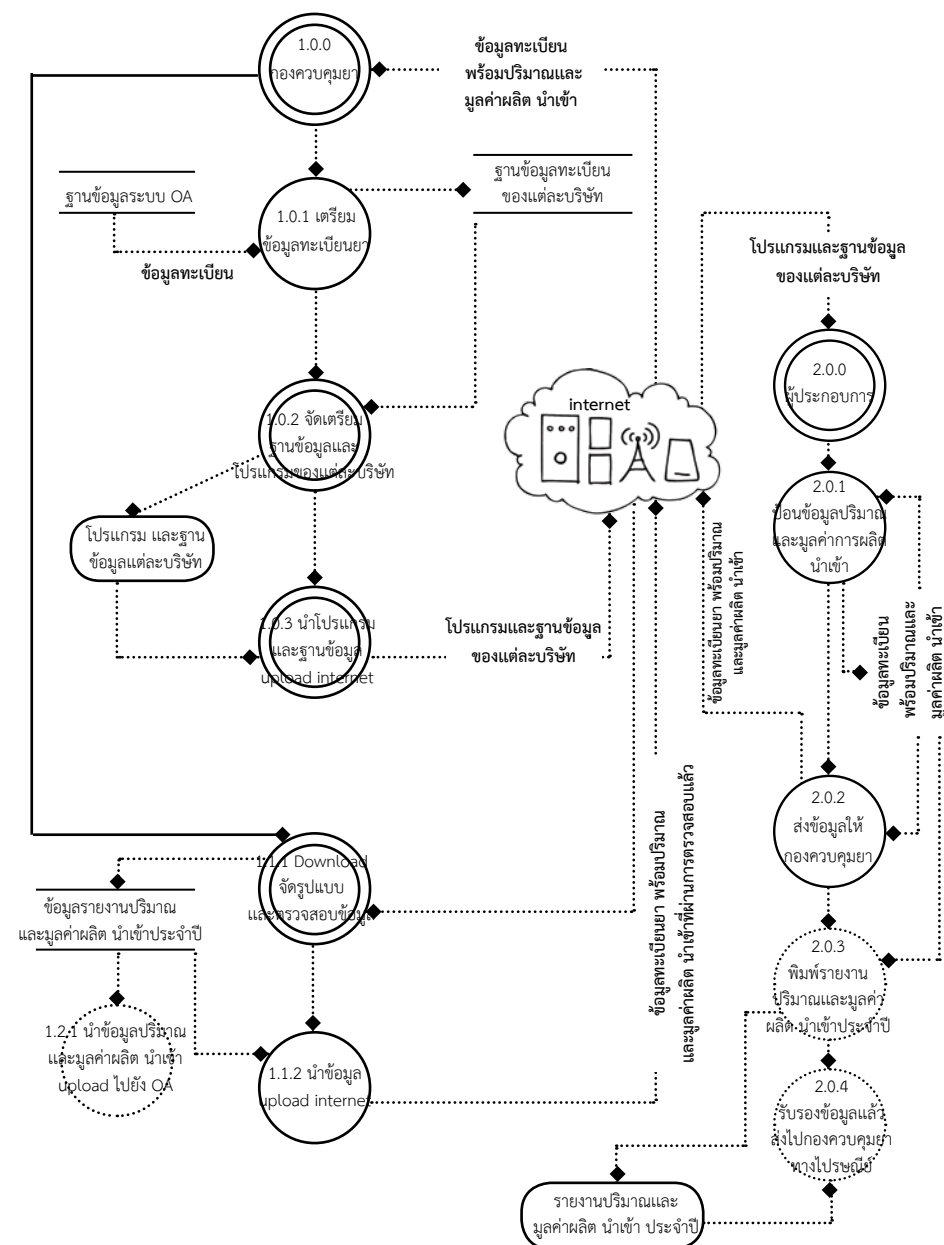 1.0.0
กองควบคุมยา
ข้อมูลทะเบียน
พร้อมปริมาณและ
มูลค่าผลิต นำเข้า
ฐานข้อมูลระบบ OA
ข้อมูลทะเบียน
1.0.1 เตรียม
ข้อมูลทะเบียนยา
ฐานข้อมูลทะเบียน
ของแต่ละบริษัท
โปรแกรมและฐานข้อมูล
ของแต่ละบริษัท
2.0.0
ผู้ประกอบการ
1.0.2 จัดเตรียม
ฐานข้อมูลและ
โปรแกรมของแต่ละบริษัท
internet
โปรแกรม และฐาน
ข้อมูลแต่ละบริษัท
2.0.1
ป้อนข้อมูลปริมาณ
และมูลค่าการผลิต
นำเข้า
1.0.3 นำโปรแกรม
และฐานข้อมูล
upload internet
โปรแกรมและฐานข้อมูล
ของแต่ละบริษัท
ข้อมูลทะเบียนยา พร้อมปริมาณ
และมูลค่าผลิต นำเข้า
ข้อมูลทะเบียน
พร้อมปริมาณและ
มูลค่าผลิต นำเข้า
2.0.2
ส่งข้อมูลให้
กองควบคุมยา
ข้อมูลทะเบียนยา พร้อมปริมาณ
และมูลค่าผลิต นำเข้าที่ผ่านการตรวจสอบแล้ว
1.1.1 Download
จัดรูปแบบ
และตรวจสอบข้อมูล
ข้อมูลรายงานปริมาณ
และมูลค่าผลิต นำเข้าประจำปี
2.0.3
พิมพ์รายงาน
ปริมาณและมูลค่า
ผลิต นำเข้าประจำปี
1.2.1 นำข้อมูลปริมาณ
และมูลค่าผลิต นำเข้า
upload ไปยัง OA
1.1.2 นำข้อมูล
upload internet
2.0.4
รับรองข้อมูลแล้ว
ส่งไปกองควบคุมยา
ทางไปรษณีย์
รายงานปริมาณและ
มูลค่าผลิต นำเข้า ประจำปี